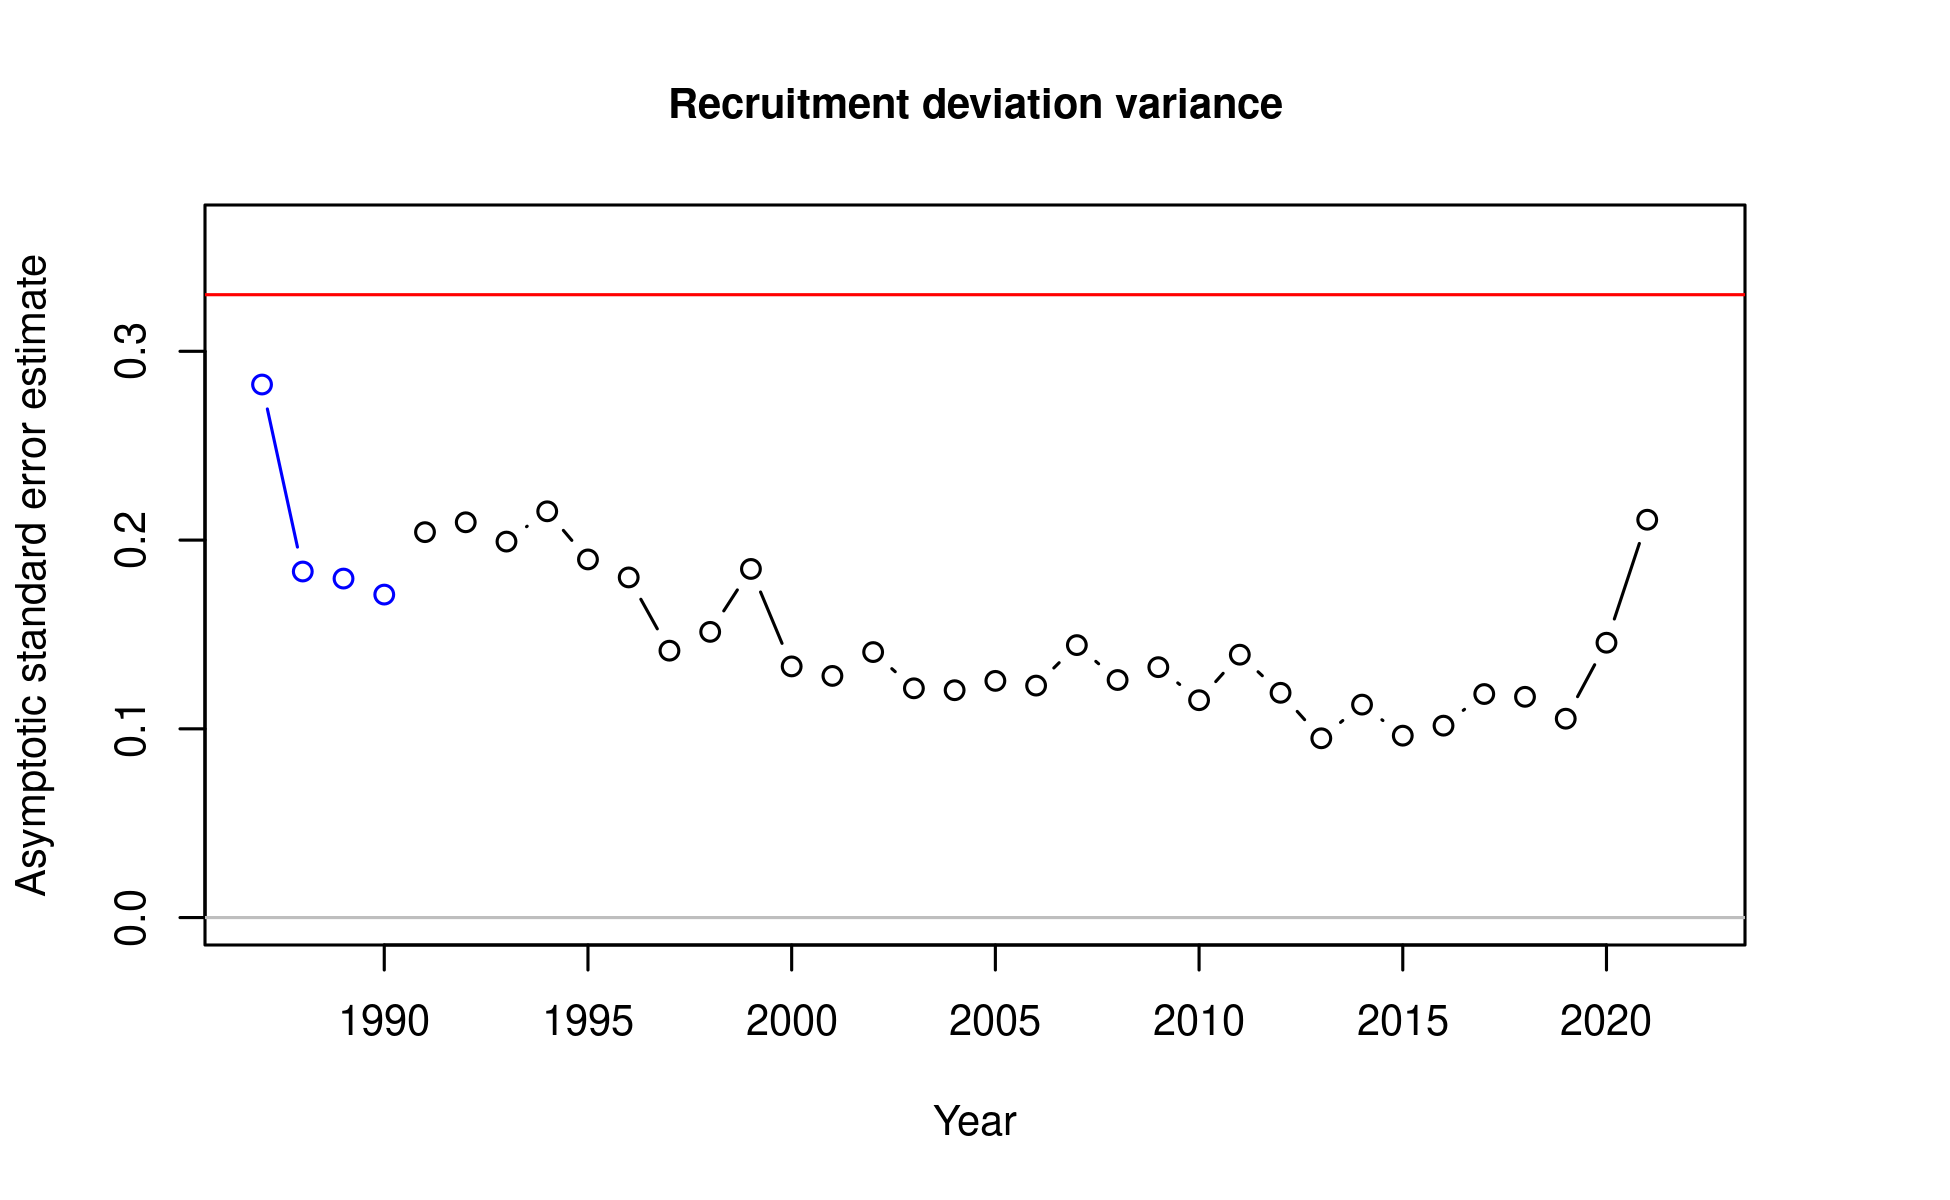 Recruitment deviation variance
Asymptotic standard error estimate
0.3
0.2
0.1
0.0
1990 1995 2000 2005 2010 2015 2020
Year